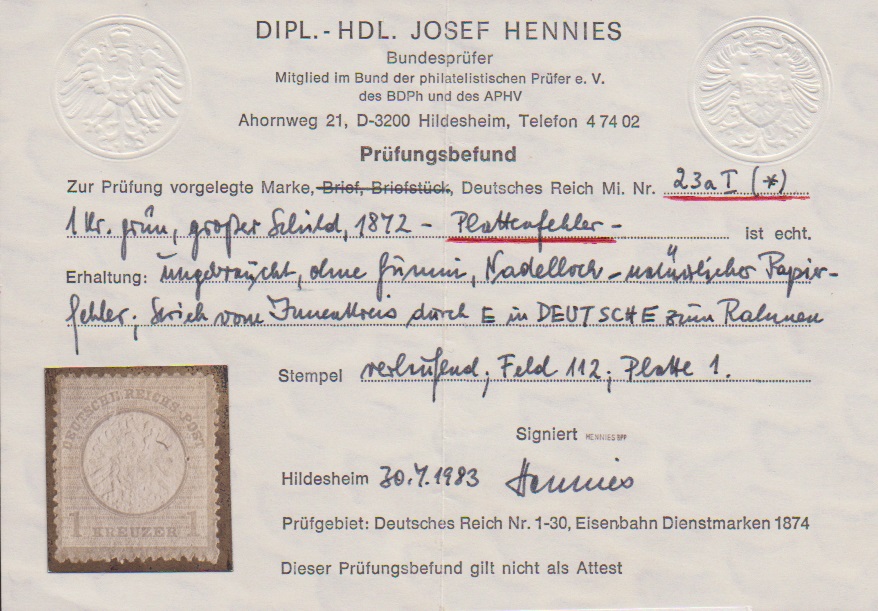 DIPL.-HDL. JOSEF HENNIES
Bundesprüfer
Mitglied im Bund der philatelistischen Prüfer e. V.
des BDPh und des APHV
Ahornweg 21, D-3200 Hildesheim, Telefon 4 74 02
Prüfungsbefund
Zur Prüfung vorgelegte Marke, Brief, Briefstück, Deutsches Reich Mi. Nr. 23a I (*)
1 Kr. grün, großer Schild, 1872 - Plattenfehler - ist echt.
Erhaltung: Ungebraucht, ohne Gummi, Nadelloch - natürlicher Papier-
fehler; Strich vom Innenkreis durch E in DEUTSCHE zum Rahmen
Stempel verlaufend; Feld 112; Platte 1.
DEUTSCHE REICHS-POST
1 KREUZER 1
Signiert HENNIES BPP
Hildesheim 30.7.1983 Hennies
Prüfgebiet: Deutsches Reich Nr. 1-30, Eisenbahn Dienstmarken 1874
Dieser Prüfungsbefund gilt nicht als Attest